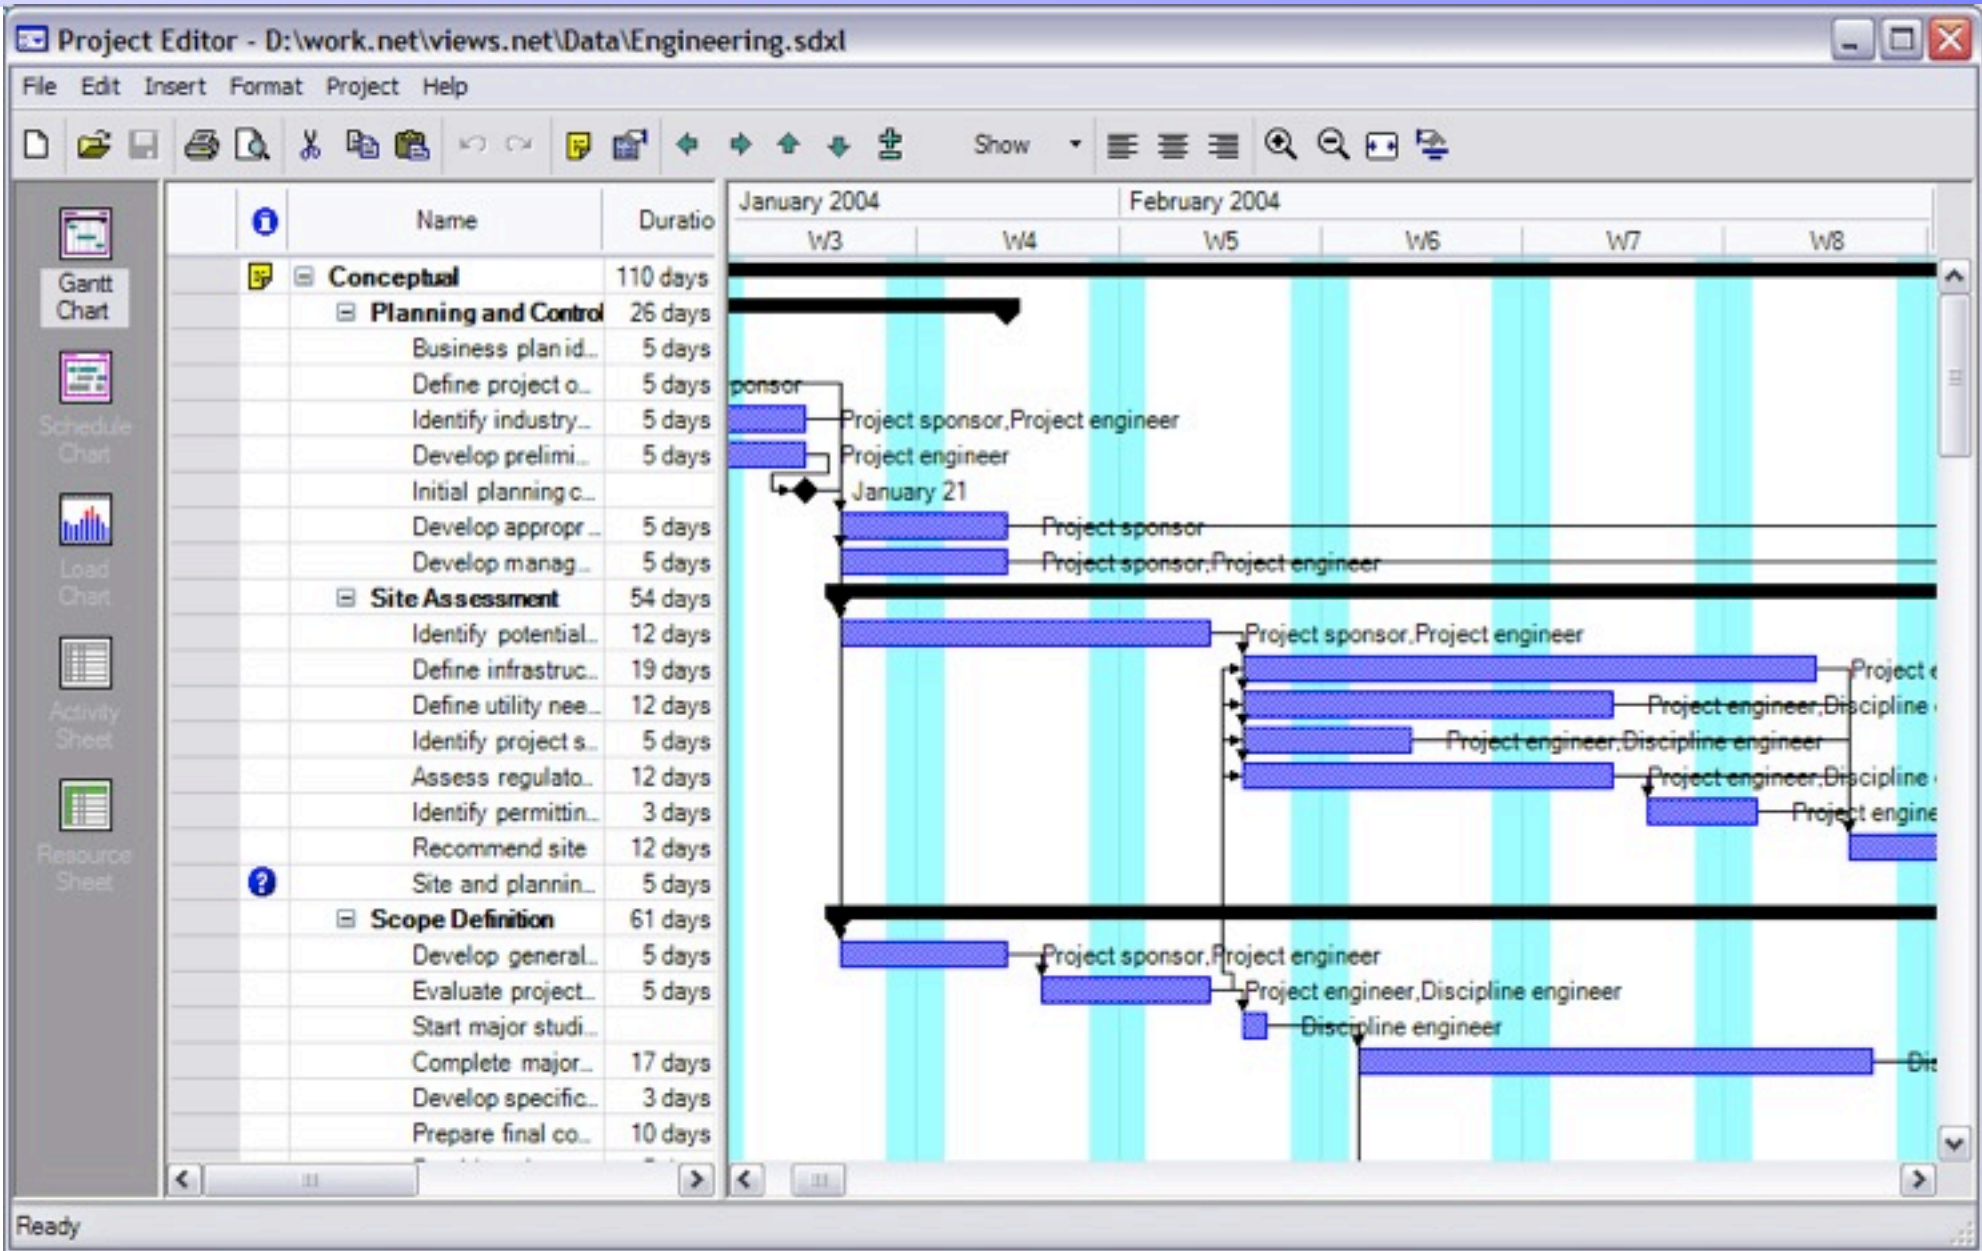 Project Editor - D:\work.net\views.net\Data\Engineering.sdxl
File Edit Insert Format Project Help
Show
Gantt
Chart
Schedule
Chart
Load
Chart
Activity
Sheet
Resource
Sheet
Name Duratio
January 2004 February 2004
W3 W4 W5 W6 W7 W8
Conceptual 110 days
Planning and Control 26 days
Business plan id... 5 days
Define project o... 5 days ponsor
Identify industry... 5 days Project sponsor,Project engineer
Develop prelimi... 5 days Project engineer
Initial planning c... January 21
Develop appropr... 5 days Project sponsor
Develop manag... 5 days Project sponsor,Project engineer
Site Assessment 54 days
Identify potential... 12 days Project sponsor,Project engineer
Define infrastruc... 19 days Project e
Define utility nee... 12 days Project engineer,Discipline
Identify project s... 5 days Project engineer,Discipline engineer
Assess regulato... 12 days Project engineer,Discipline
Identify permittin... 3 days Project engine
Recommend site 12 days
Site and plannin... 5 days
Scope Definition 61 days
Develop general... 5 days Project sponsor,Project engineer
Evaluate project... 5 days Project engineer,Discipline engineer
Start major studi... Discipline engineer
Complete major... 17 days Dis
Develop specific... 3 days
Prepare final co... 10 days
Ready